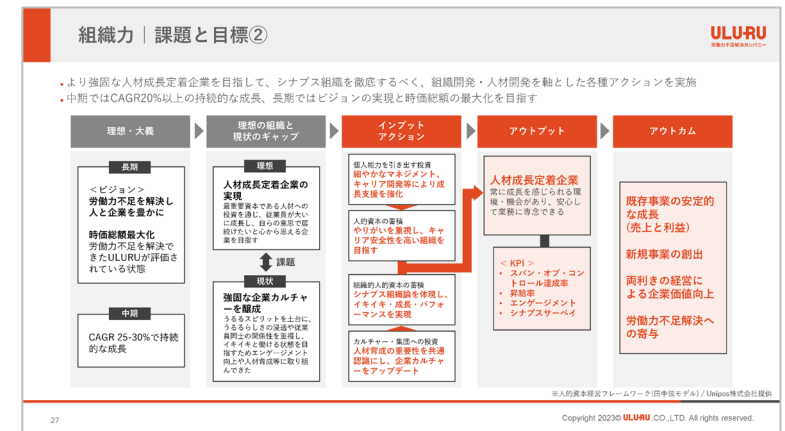 組織力｜課題と目標②
ULURU
労働力不足解決カンパニー
・より強固な人材成長定着企業を目指して、シナプス組織を徹底するべく、組織開発・人材開発を軸とした各種アクションを実施
・中期ではCAGR20%以上の持続的な成長、長期ではビジョンの実現と時価総額の最大化を目指す
理想・大義
長期
＜ビジョン＞
労働力不足を解決し
人と企業を豊かに
時価総額最大化
労働力不足を解決で
きたULURUが評価さ
れている状態
中期
CAGR 25-30%で持続
的な成長
理想の組織と
現状のギャップ
理想
人材成長定着企業の
実現
最重要資本である人材への
投資を通じ、従業員が大い
に成長し、自らの意思で居
続けたいと心から思える企
業を目指す
課題
現状
強固な企業カルチャー
を醸成
うるるスピリットを土台に、
うるるらしさの浸透や従業
員同士の関係性を重視し、
イキイキと働ける状態を目
指すためエンゲージメント
向上や人材育成等に取り組
んできた
インプット
アクション
個人能力を引き出す投資
細やかなマネジメント、
キャリア開発等により成
長支援を強化
人的資本の蓄積
やりがいを重視し、キャ
リア安全性を高い組織を
目指す
組織的人的資本の蓄積
シナプス組織論を体現し、
イキイキ・成長・パフォ
ーマンスを実現
カルチャー・集団への投資
人材育成の重要性を共通
認識にし、企業カルチャ
ーをアップデート
アウトプット
人材成長定着企業
常に成長を感じられる環
境・機会があり、安心し
て業務に専念できる
＜KPI＞
• スパン・オブ・コン
トロール達成率
• 昇給率
• エンゲージメント
• シナプスサーベイ
アウトカム
既存事業の安定的
な成長
(売上と利益)
新規事業の創出
両利きの経営に
よる企業価値向上
労働力不足解決へ
の寄与
※人的資本経営フレームワーク(田中弦モデル) / Unipos株式会社提供
27
Copyright 2023© ULURU .CO.,LTD. All rights reserved.